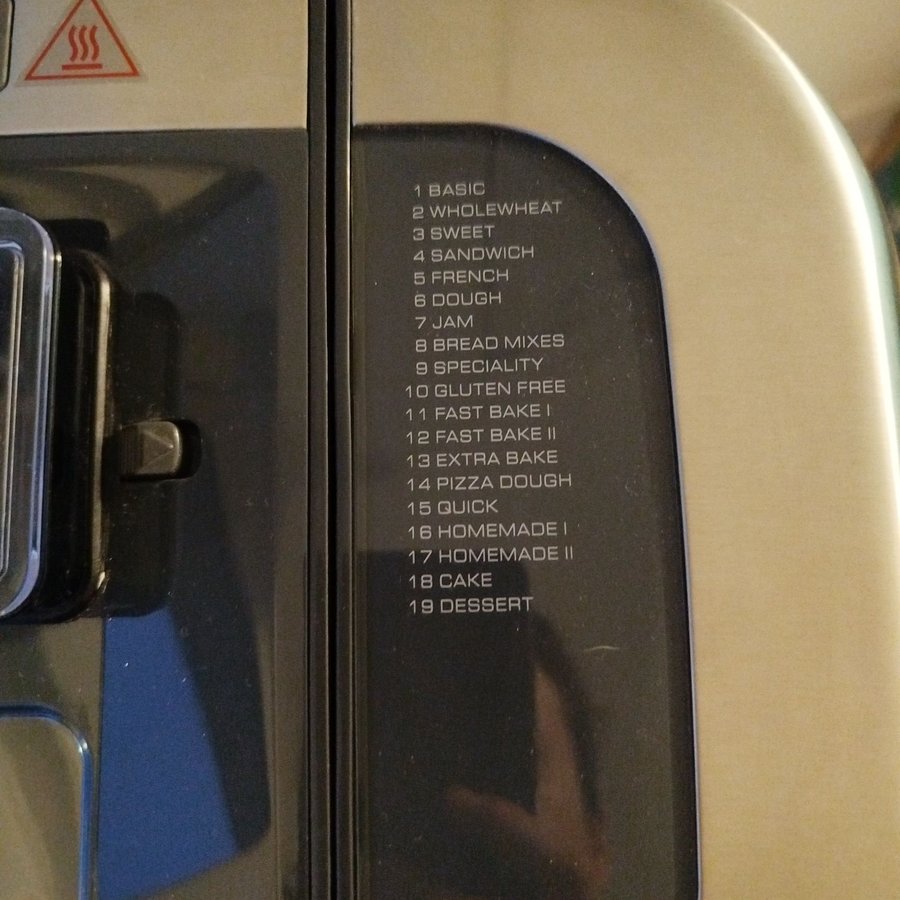 1 BASIC
2 WHOLEWHEAT
3 SWEET
4 SANDWICH
5 FRENCH
6 DOUGH
7 JAM
8 BREAD MIXES
9 SPECIALITY
10 GLUTEN FREE
11 FAST BAKE I
12 FAST BAKE II
13 EXTRA BAKE
14 PIZZA DOUGH
15 QUICK
16 HOMEMADE I
17 HOMEMADE II
18 CAKE
19 DESSERT